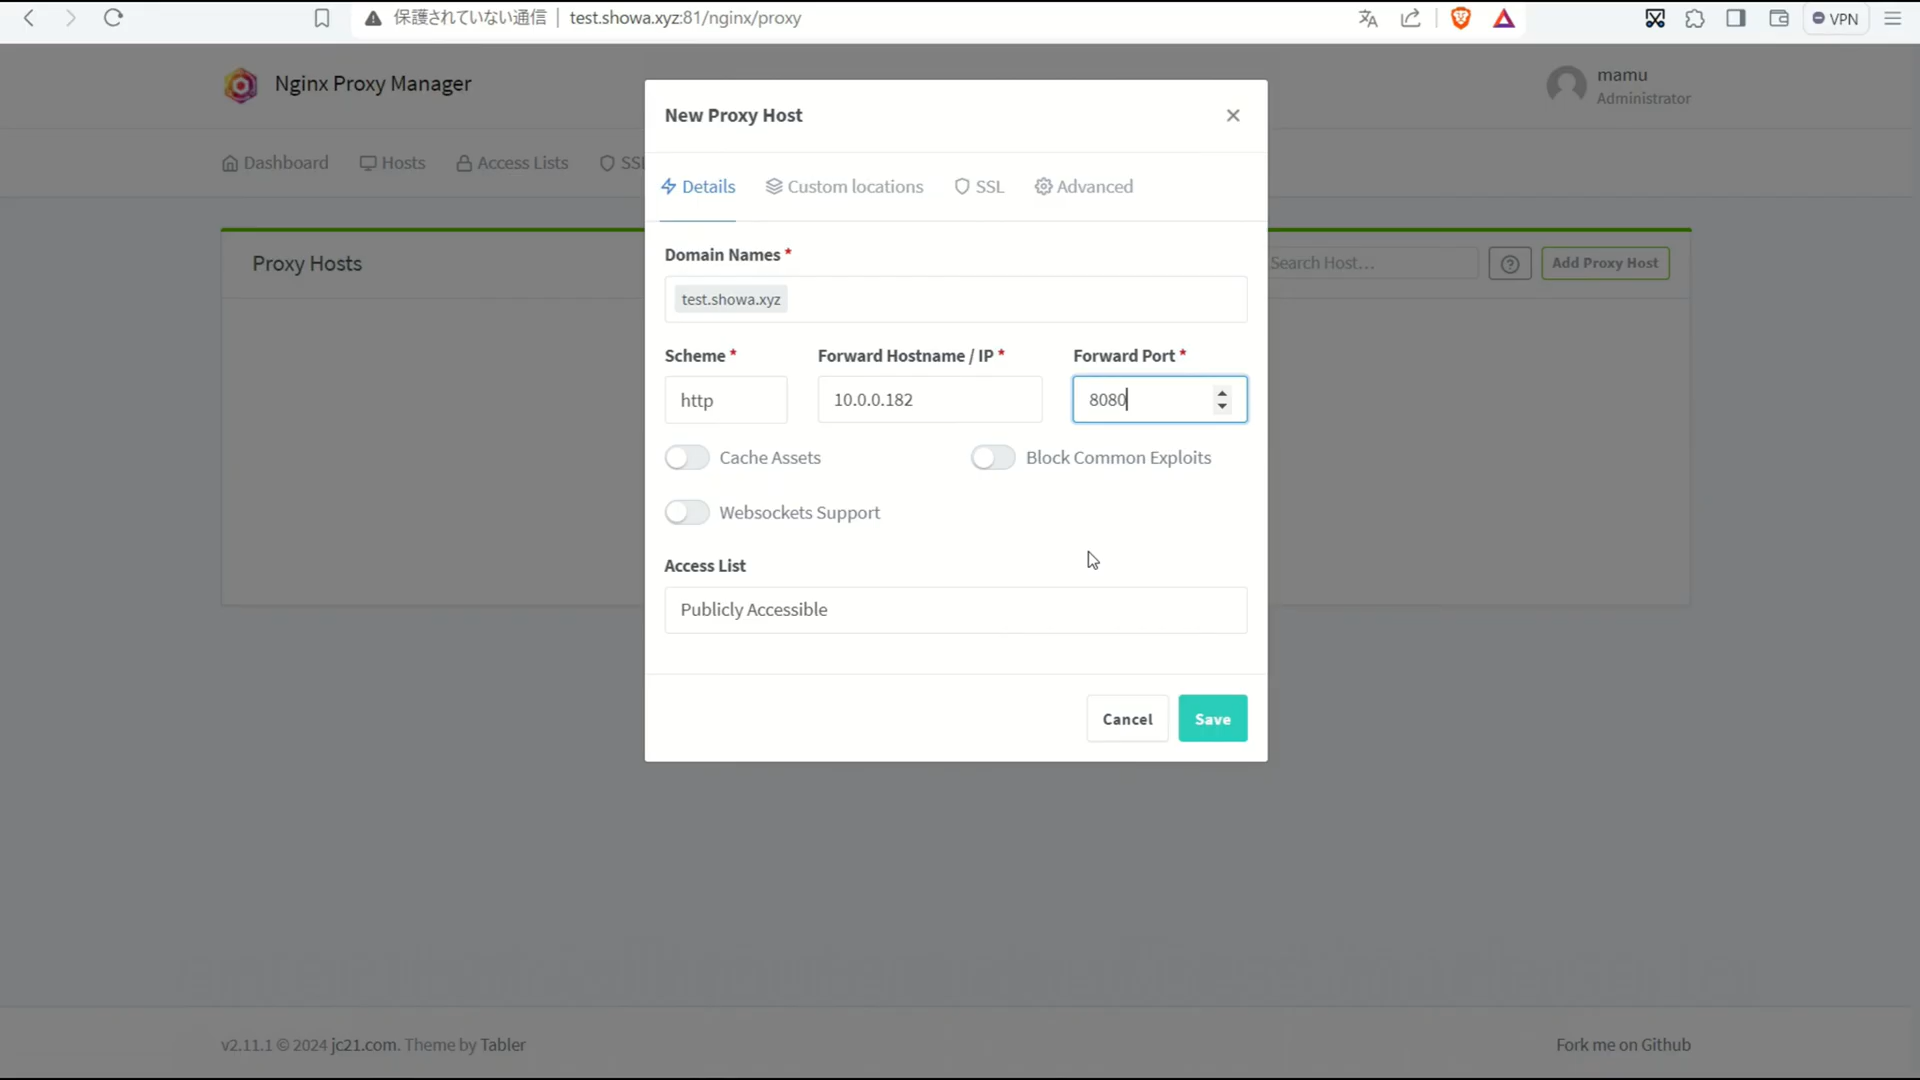 保護されていない通信 test.showa.xyz:81/nginx/proxy
VPN
Nginx Proxy Manager
mamu
Administrator
Dashboard Hosts Access Lists SSL
New Proxy Host
Details Custom locations SSL Advanced
Proxy Hosts
Search Host…
Add Proxy Host
Domain Names *
test.showa.xyz
Scheme * Forward Hostname / IP * Forward Port *
http 10.0.0.182 8080
Cache Assets Block Common Exploits
Websockets Support
Access List
Publicly Accessible
Cancel Save
v2.11.1 © 2024 jc21.com. Theme by Tabler
Fork me on Github